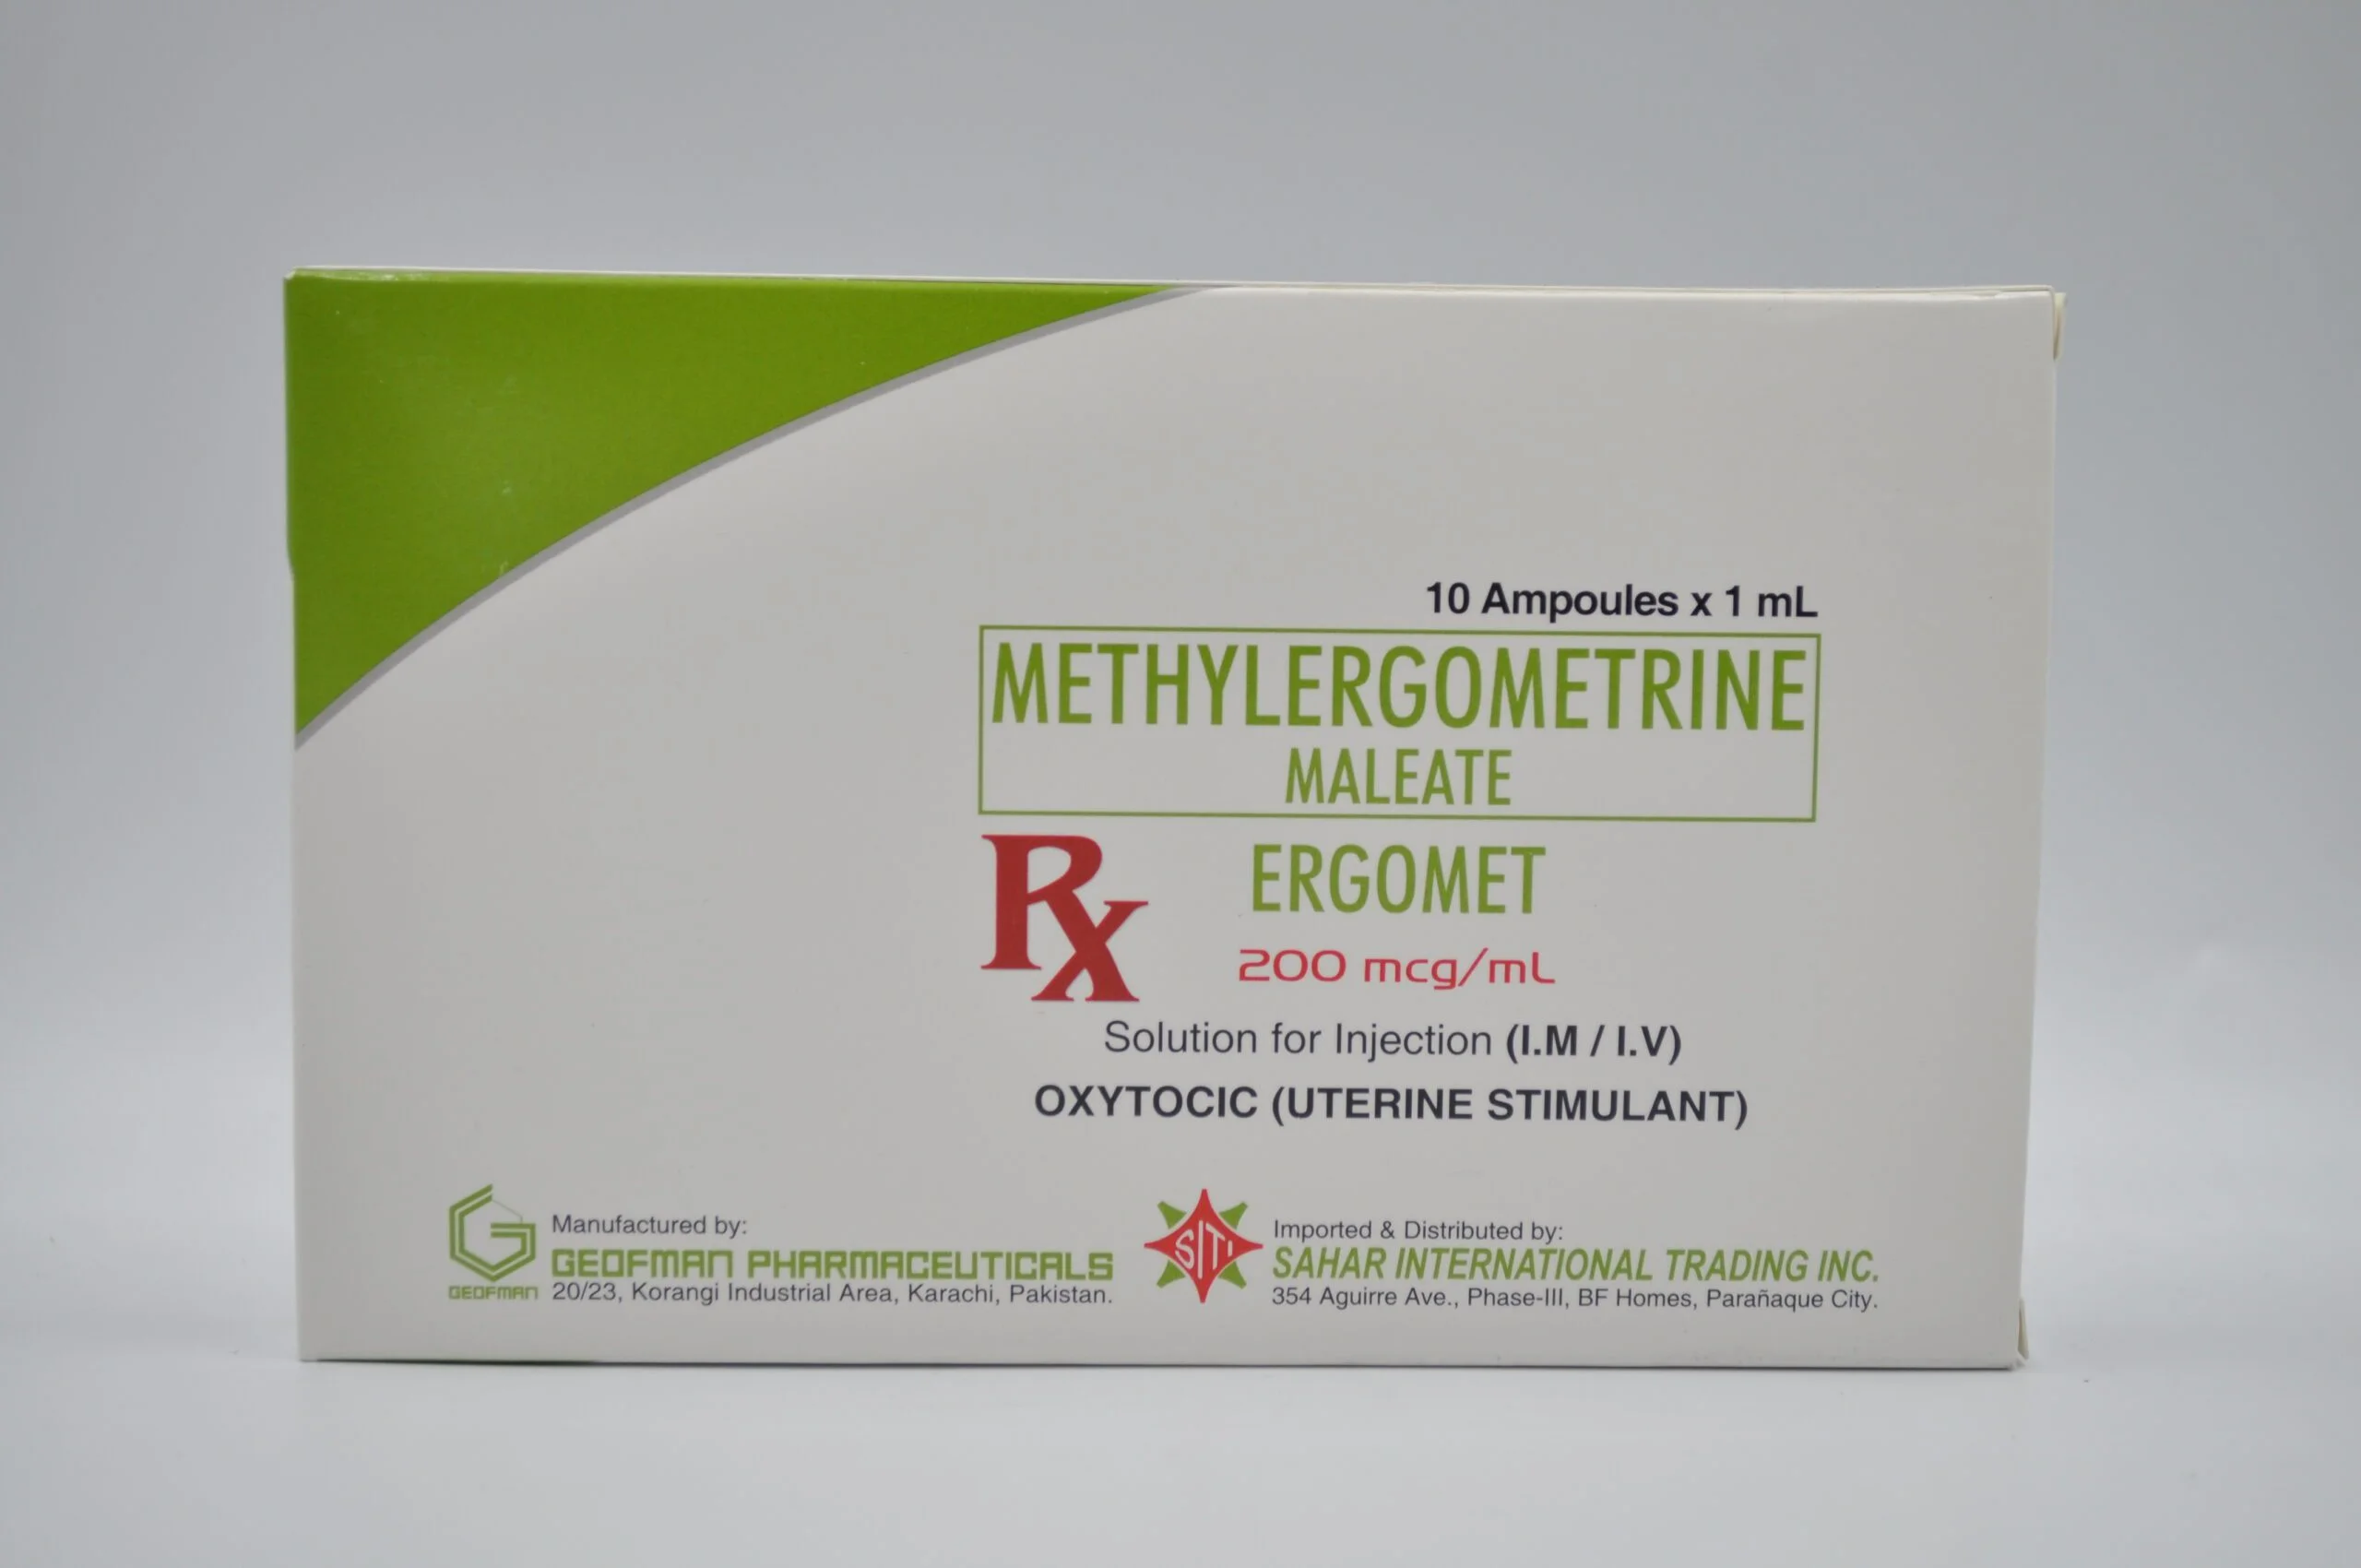 10 Ampoules x 1 mL
METHYLERGOMETRINE
MALEATE
Rx
ERGOMET
200 mcg/mL
Solution for Injection (I.M / I.V)
OXYTOCIC (UTERINE STIMULANT)
GEOFMAN
Manufactured by:
GEOFMAN PHARMACEUTICALS
20/23, Korangi Industrial Area, Karachi, Pakistan.
SITI
Imported & Distributed by:
SAHAR INTERNATIONAL TRADING INC.
354 Aguirre Ave., Phase-III, BF Homes, Parañaque City.